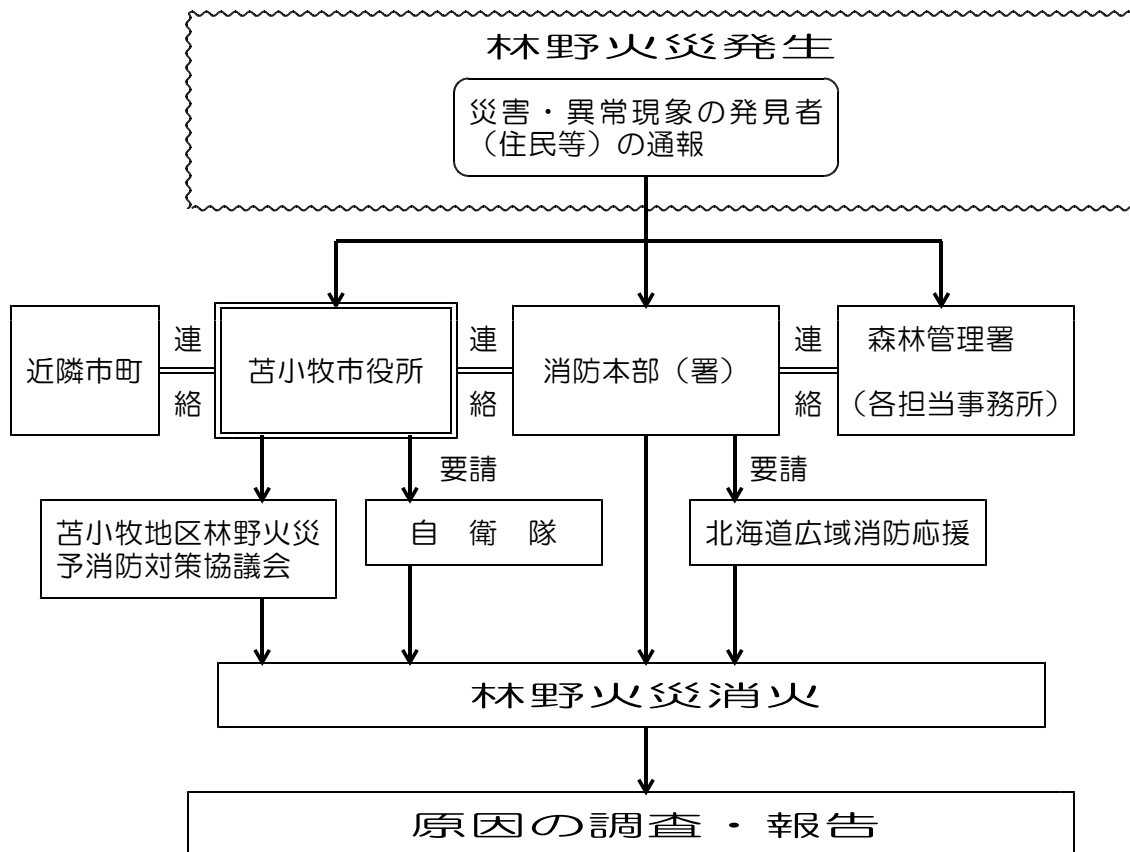 林野火災発生
災害・異常現象の発見者
（住民等）の通報
近隣市町
連
絡
苫小牧市役所
連
絡
消防本部（署）
連
絡
森林管理署
（各担当事務所）
要請
要請
苫小牧地区林野火災
予消防対策協議会
自　衛　隊
北海道広域消防応援
林野火災消火
原因の調査・報告